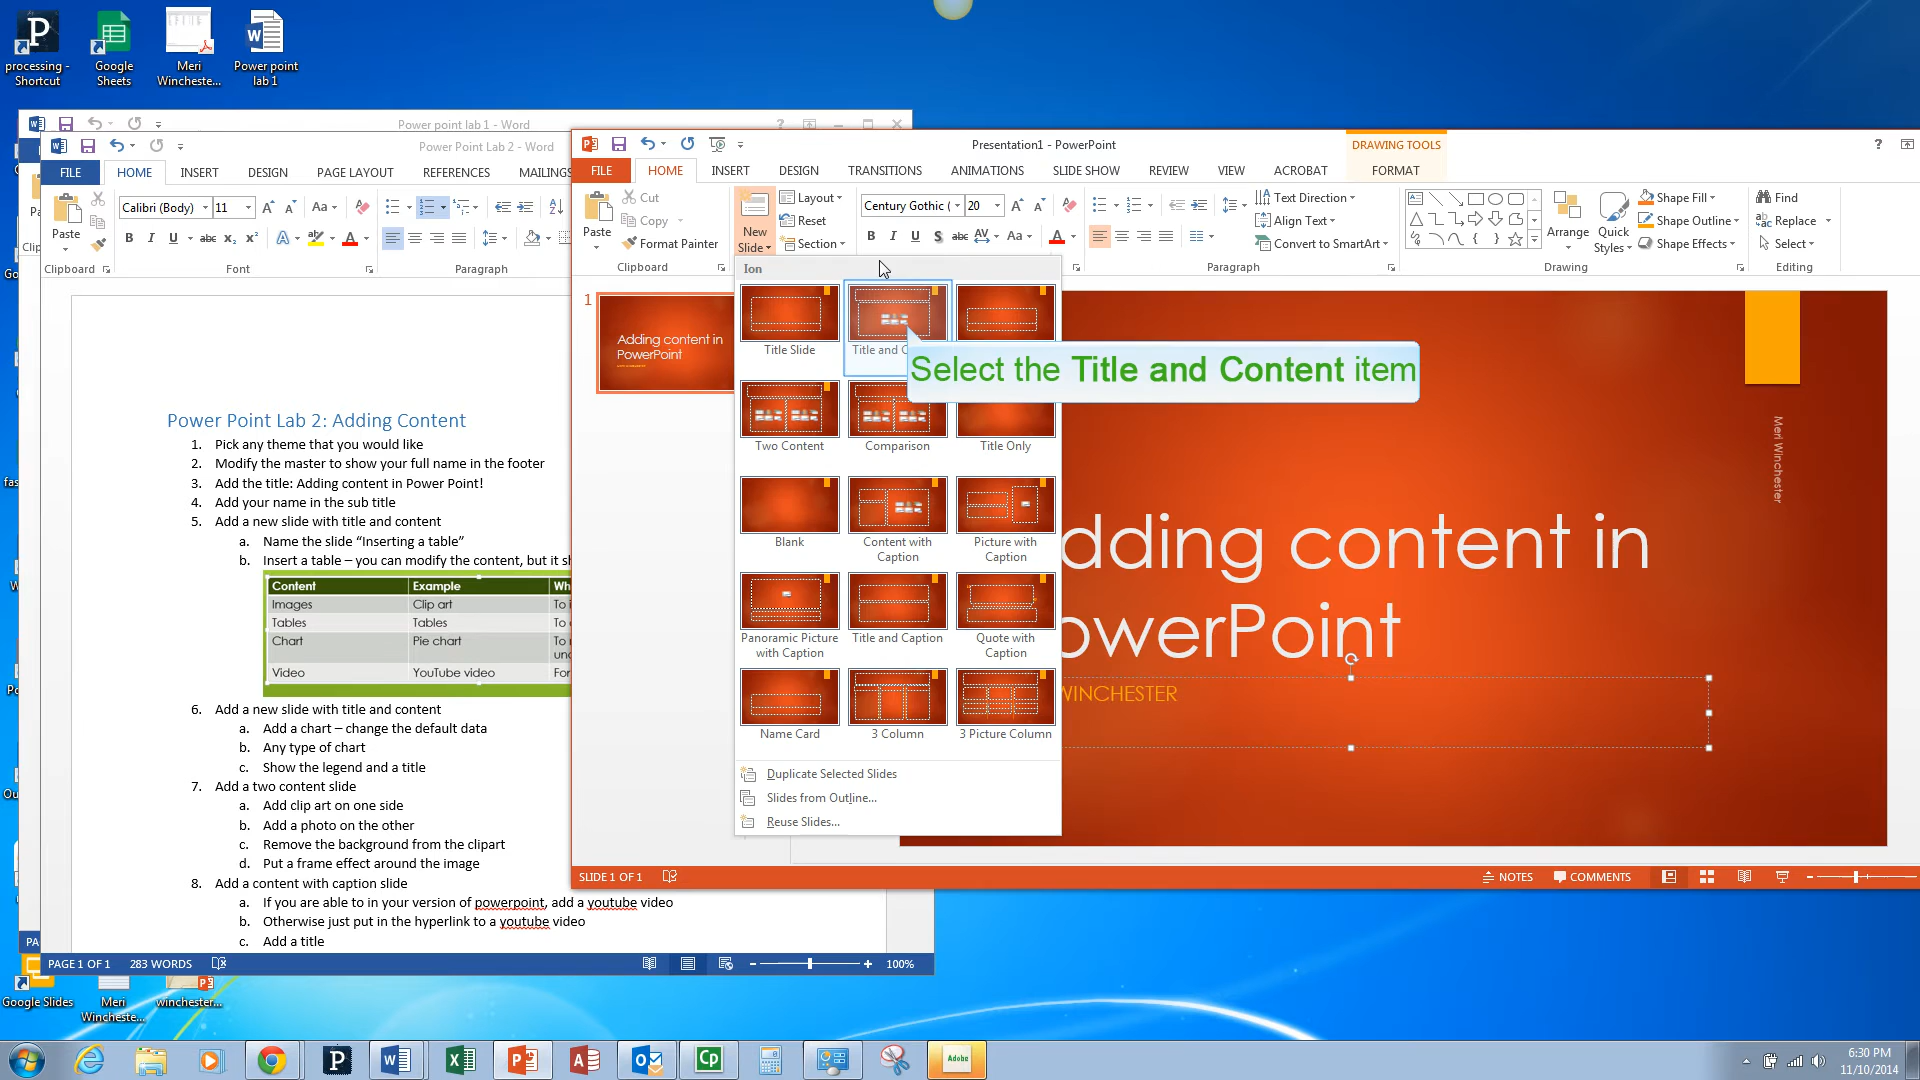 processing -
Shortcut
Google
Sheets
Meri
Wincheste...
Power point
lab 1
Power point lab 1 - Word
Power Point Lab 2 - Word
FILE HOME INSERT DESIGN PAGE LAYOUT REFERENCES MAILINGS
Paste
Calibri (Body) 11
Clipboard Font Paragraph
Presentation1 - PowerPoint
DRAWING TOOLS
FILE HOME INSERT DESIGN TRANSITIONS ANIMATIONS SLIDE SHOW REVIEW VIEW ACROBAT FORMAT
Paste
Cut
Copy
Format Painter
New
Slide
Layout
Reset
Section
Century Gothic ( 20
Text Direction
Align Text
Convert to SmartArt
Arrange
Quick
Styles
Shape Fill
Shape Outline
Shape Effects
Find
Replace
Select
Clipboard Paragraph Drawing Editing
Ion
Title Slide
Title and C
Select the Title and Content item
Two Content
Comparison
Title Only
Blank
Content with
Caption
Picture with
Caption
Panoramic Picture
with Caption
Title and Caption
Quote with
Caption
Name Card
3 Column
3 Picture Column
Duplicate Selected Slides
Slides from Outline...
Reuse Slides...
1
Adding content in
PowerPoint
dding content in
owerPoint
WINCHESTER
Meri Winchester
SLIDE 1 OF 1
NOTES COMMENTS
Power Point Lab 2: Adding Content
1. Pick any theme that you would like
2. Modify the master to show your full name in the footer
3. Add the title: Adding content in Power Point!
4. Add your name in the sub title
5. Add a new slide with title and content
a. Name the slide “Inserting a table”
b. Insert a table – you can modify the content, but it sh
Content Example Wh
Images Clip art To i
Tables Tables To
Chart Pie chart To
Video YouTube video For
6. Add a new slide with title and content
a. Add a chart – change the default data
b. Any type of chart
c. Show the legend and a title
7. Add a two content slide
a. Add clip art on one side
b. Add a photo on the other
c. Remove the background from the clipart
d. Put a frame effect around the image
8. Add a content with caption slide
a. If you are able to in your version of powerpoint, add a youtube video
b. Otherwise just put in the hyperlink to a youtube video
c. Add a title
PAGE 1 OF 1 283 WORDS 100%
Google Slides
Meri
Wincheste...
winchester...
Adobe
6:30 PM
11/10/2014